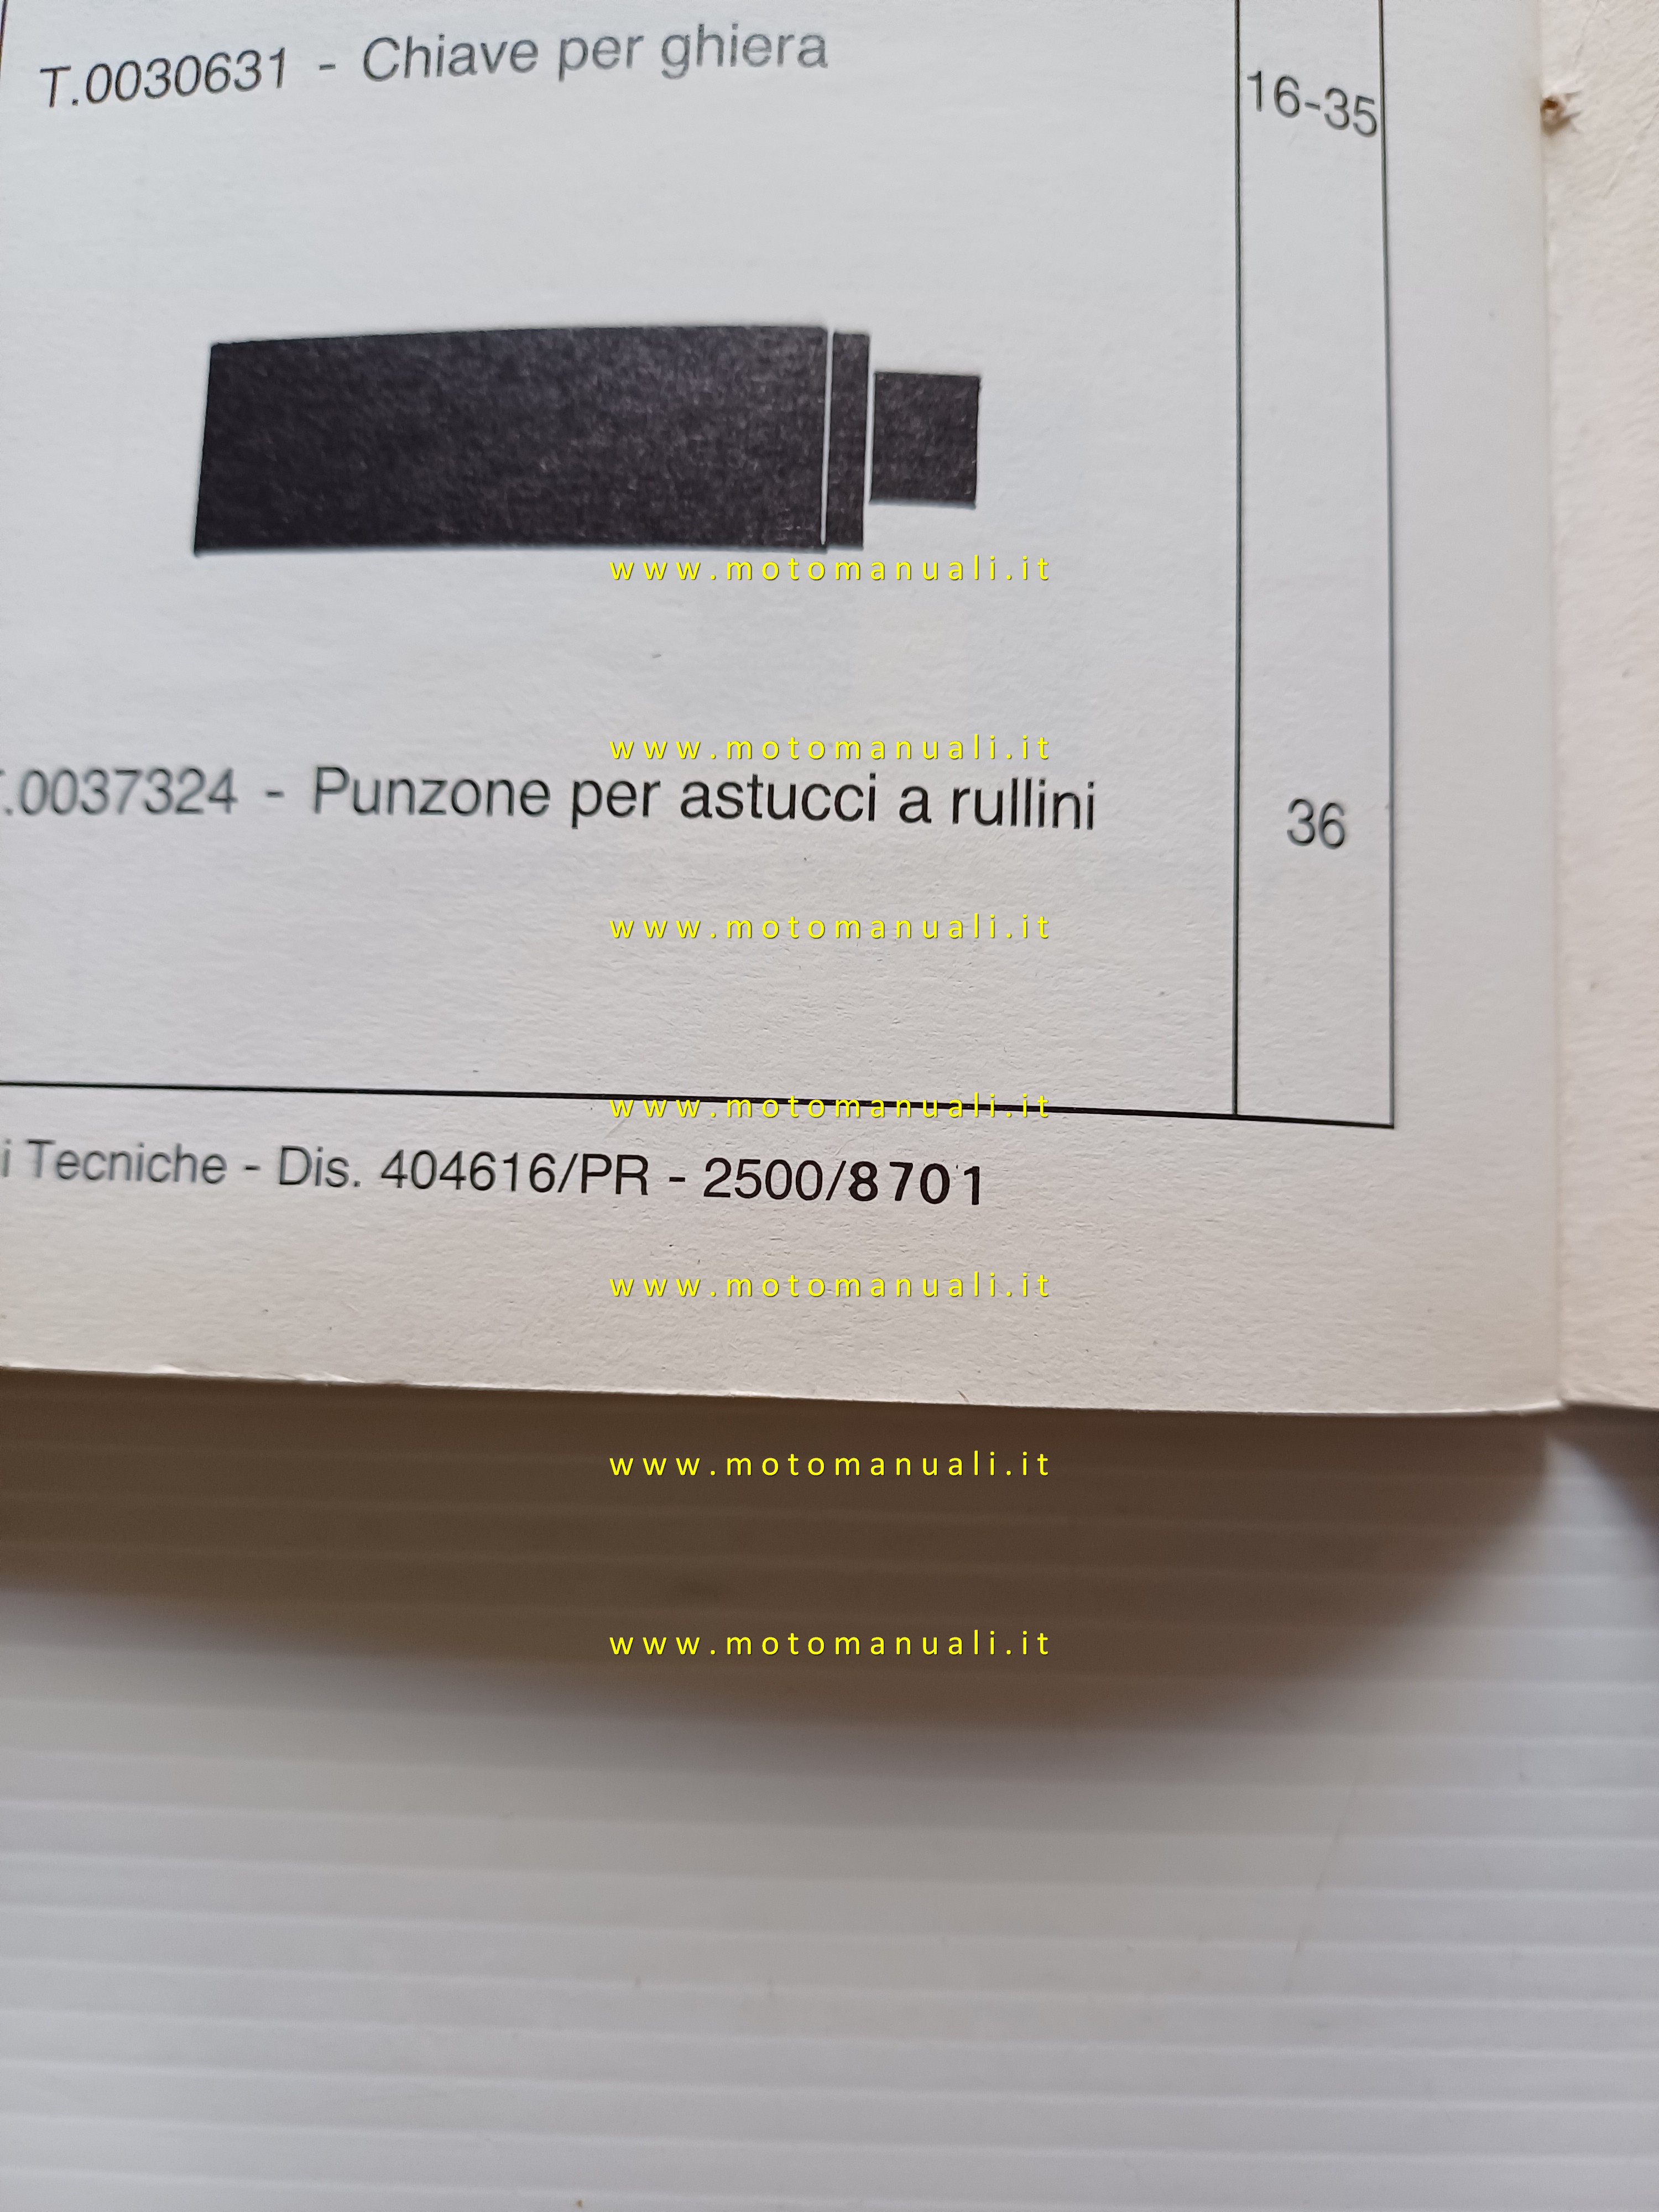 T.0030631 - Chiave per ghiera
16-35
www.motomanuali.it
www.motomanuali.it
.0037324 - Punzone per astucci a rullini
36
www.motomanuali.it
www.motomanuali.it
i Tecniche - Dis. 404616/PR - 2500/8701
www.motomanuali.it
www.motomanuali.it
www.motomanuali.it